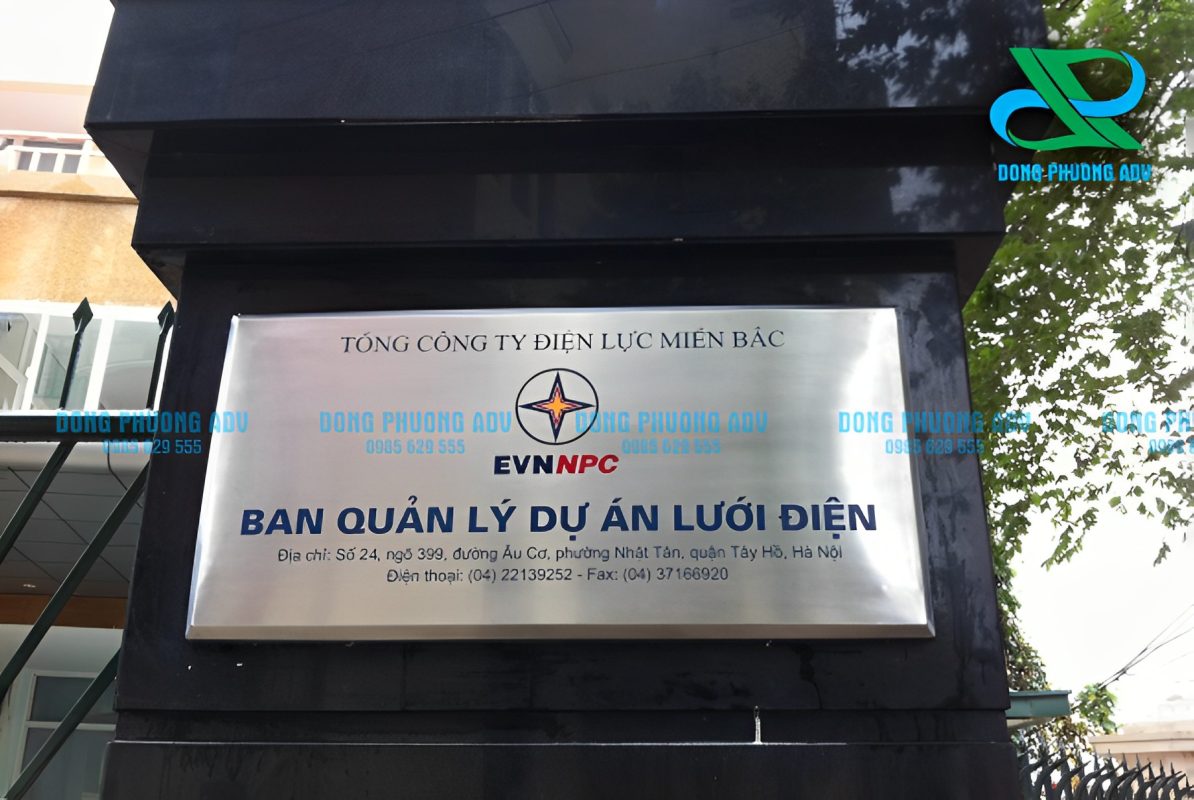 DONG PHUONG ADV
TỔNG CÔNG TY ĐIỆN LỰC MIỀN BẮC
DONG PHUONG ADV DONG PHUONG ADV DONG PHUONG ADV DONG PHUONG ADV
0985 629 555 0985 629 555 0985 629 555 0985 629 555
EVNNPC
BAN QUẢN LÝ DỰ ÁN LƯỚI ĐIỆN
Địa chỉ: Số 24, ngõ 399, đường Âu Cơ, phường Nhật Tân, quận Tây Hồ, Hà Nội
Điện thoại: (04) 22139252 - Fax: (04) 37166920